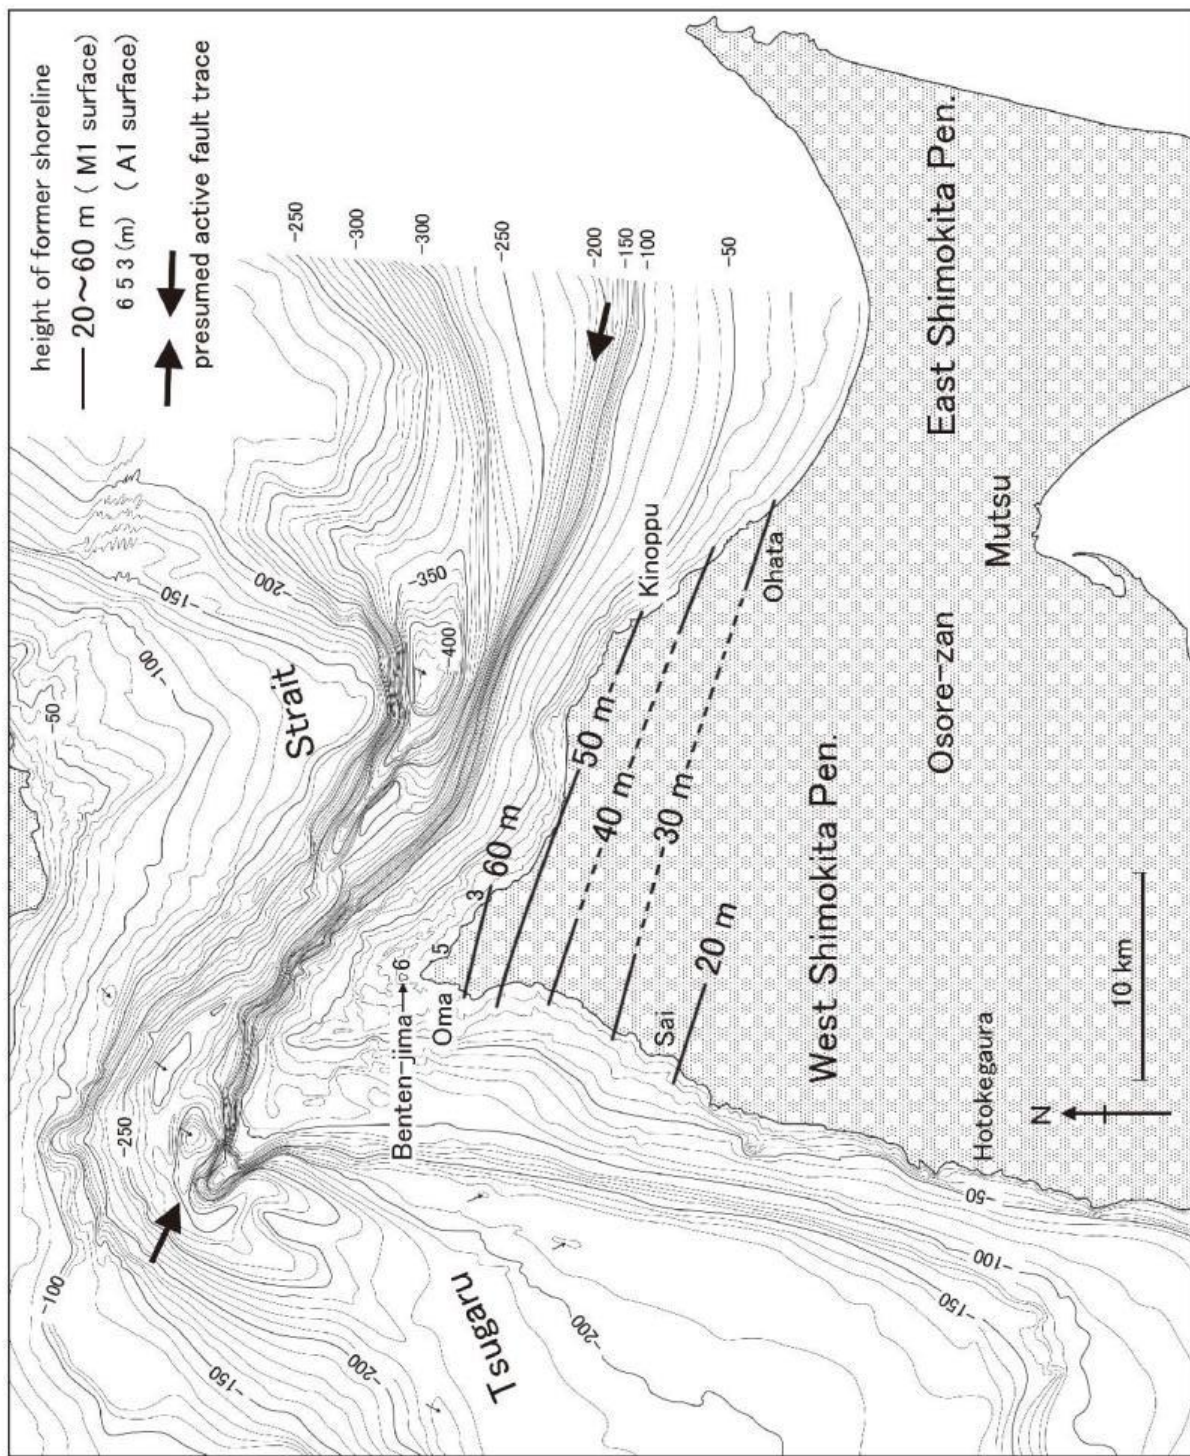 height of former shoreline
20～60 m ( M1 surface)
6 5 3 (m) ( A1 surface)
presumed active fault trace
-50
-100
-150
-200
-250
-300
-300
-250
-200
-150
-100
-50
-350
-400
Strait
-250
-100
-150
-200
Tsugaru
-200
Benten-jima
6
5
3
Oma
60 m
50 m
40 m
30 m
20 m
Kinoppu
Ohata
Sai
West Shimokita Pen.
East Shimokita Pen.
Osore-zan
Mutsu
Hotokegaura
-50
-100
-150
N
10 km